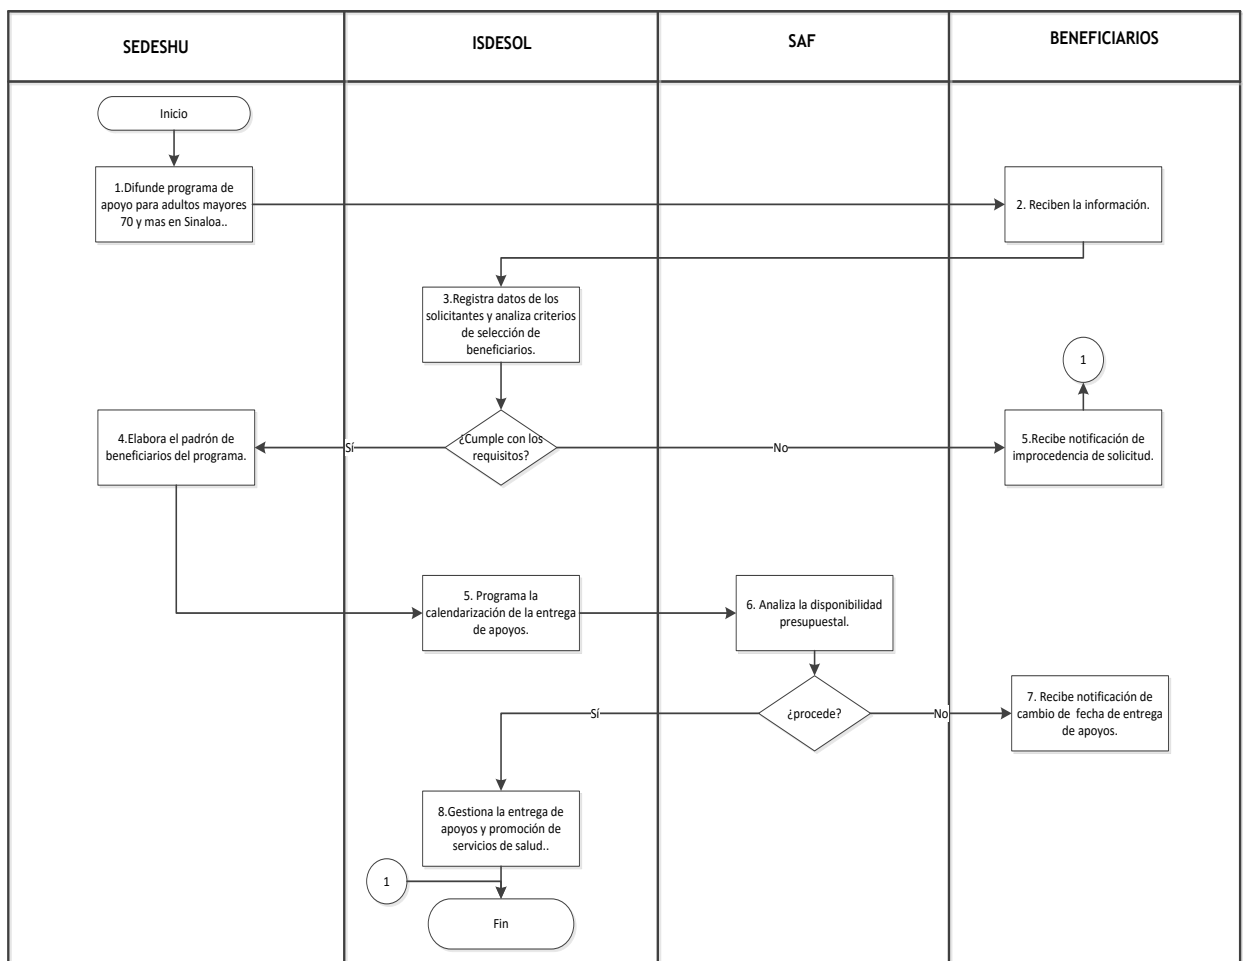 SEDESHU
ISDESOL
SAF
BENEFICIARIOS
Inicio
1.Difunde programa de
apoyo para adultos mayores
70 y mas en Sinaloa..
2. Reciben la información.
3.Registra datos de los
solicitantes y analiza criterios
de selección de
beneficiarios.
1
4.Elabora el padrón de
beneficiarios del programa.
Sí
¿Cumple con los
requisitos?
No
5.Recibe notificación de
improcedencia de solicitud.
5. Programa la
calendarización de la entrega
de apoyos.
6. Analiza la disponibilidad
presupuestal.
Sí
¿procede?
No
7. Recibe notificación de
cambio de  fecha de entrega
de apoyos.
8.Gestiona la entrega de
apoyos y promoción de
servicios de salud..
1
Fin